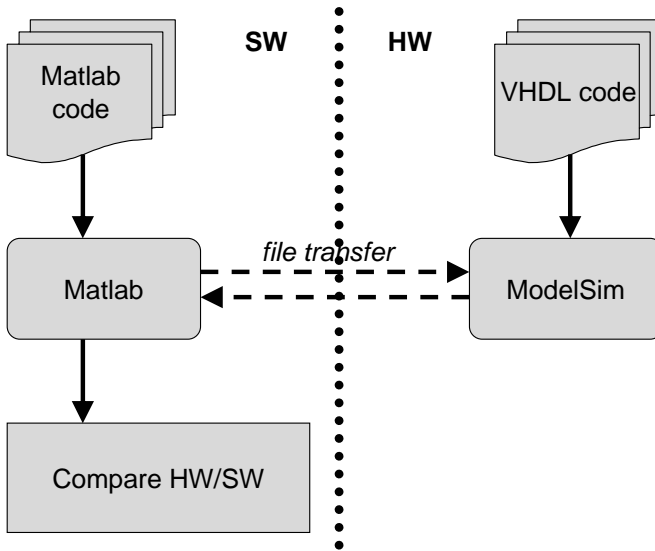 SW
HW
Matlab
code
VHDL code
file transfer
Matlab
ModelSim
Compare HW/SW